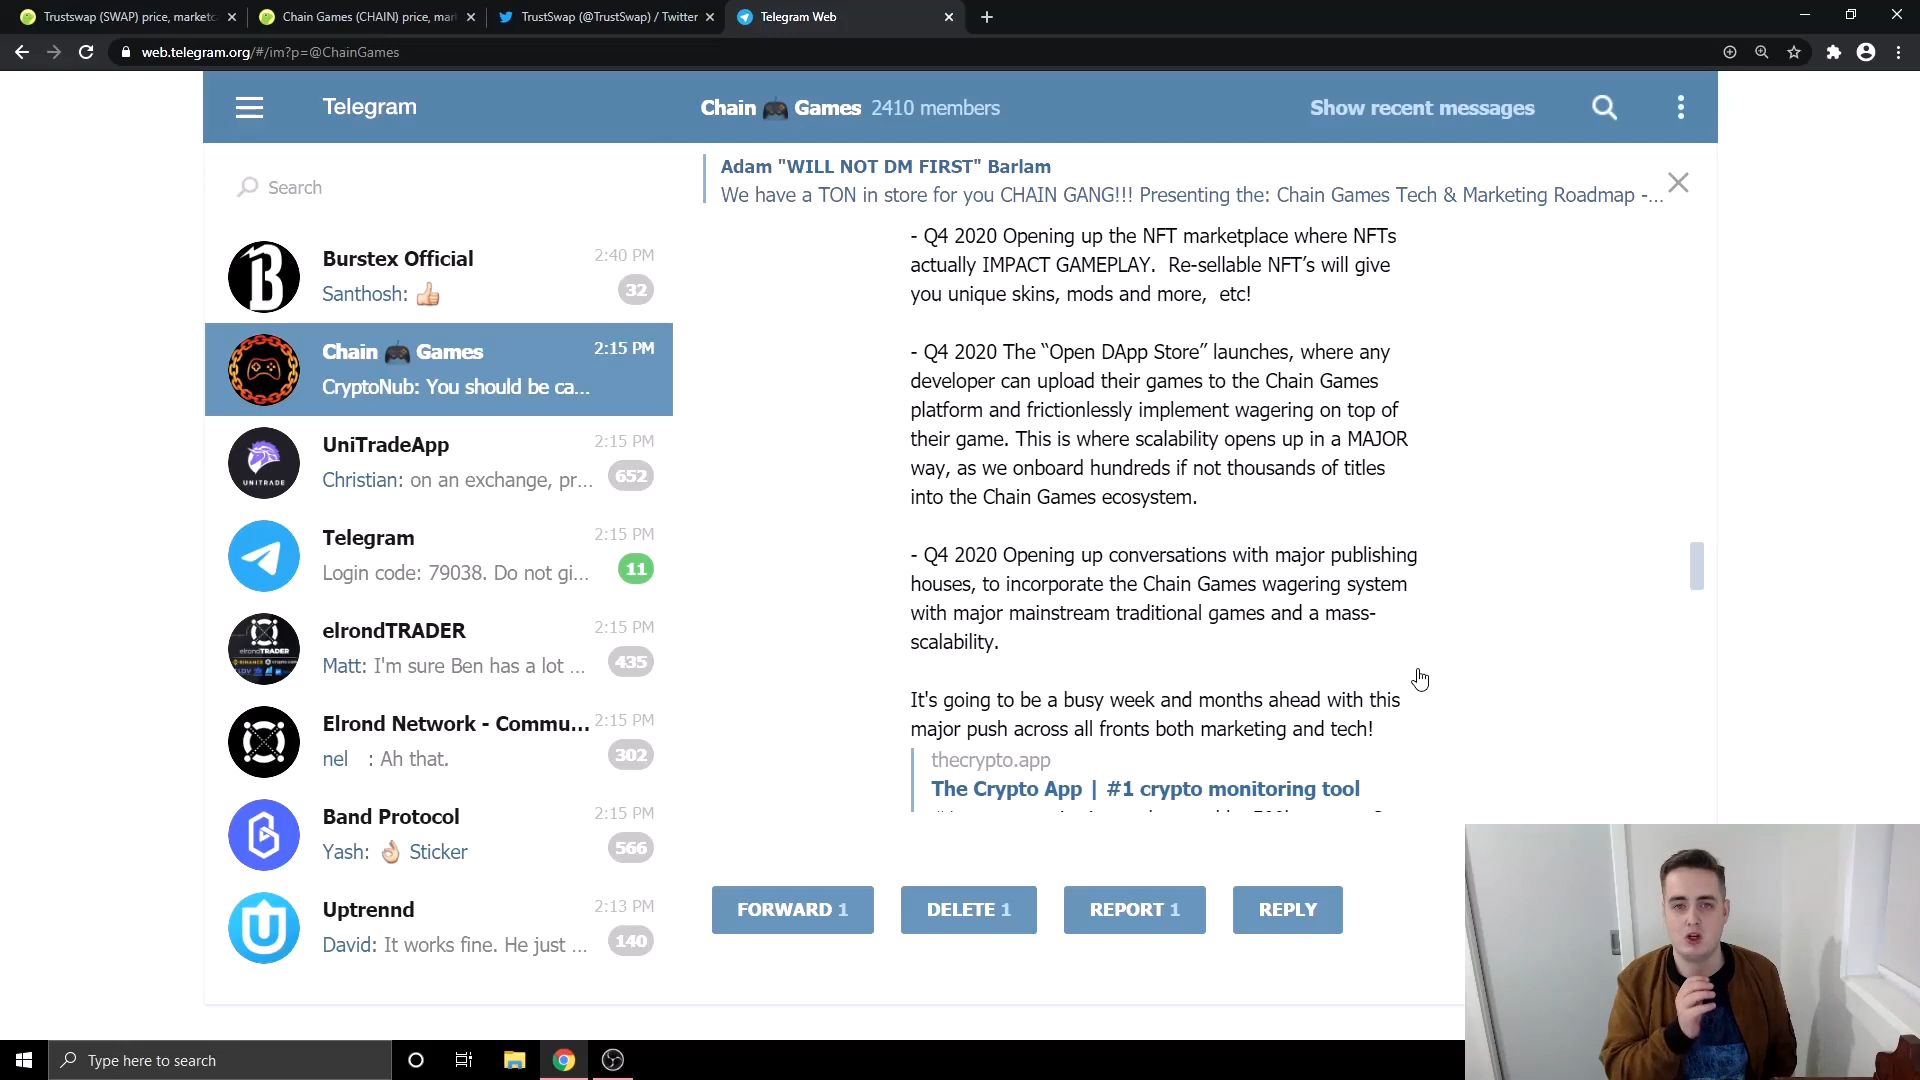 Trustswap (SWAP) price, marketc
Chain Games (CHAIN) price, mar
TrustSwap (@TrustSwap) / Twitter
Telegram Web
web.telegram.org/#/im?p=@ChainGames
Telegram
Chain 🎮 Games 2410 members
Show recent messages
Search
Adam "WILL NOT DM FIRST" Barlam
We have a TON in store for you CHAIN GANG!!! Presenting the: Chain Games Tech & Marketing Roadmap -...
Burstex Official 2:40 PM
Santhosh: 👍 32
Chain 🎮 Games 2:15 PM
CryptoNub: You should be ca...
UniTradeApp 2:15 PM
Christian: on an exchange, pr... 652
UNITRADE
Telegram 2:15 PM
Login code: 79038. Do not gi... 11
elrondTRADER 2:15 PM
Matt: I'm sure Ben has a lot ... 435
Elrond Network - Commu... 2:15 PM
nel : Ah that. 302
Band Protocol 2:15 PM
Yash: 👌 Sticker 566
Uptrennd 2:13 PM
David: It works fine. He just ... 140
- Q4 2020 Opening up the NFT marketplace where NFTs
actually IMPACT GAMEPLAY. Re-sellable NFT’s will give
you unique skins, mods and more, etc!
- Q4 2020 The “Open DApp Store” launches, where any
developer can upload their games to the Chain Games
platform and frictionlessly implement wagering on top of
their game. This is where scalability opens up in a MAJOR
way, as we onboard hundreds if not thousands of titles
into the Chain Games ecosystem.
- Q4 2020 Opening up conversations with major publishing
houses, to incorporate the Chain Games wagering system
with major mainstream traditional games and a mass-
scalability.
It's going to be a busy week and months ahead with this
major push across all fronts both marketing and tech!
thecrypto.app
The Crypto App | #1 crypto monitoring tool
FORWARD 1
DELETE 1
REPORT 1
REPLY
Type here to search